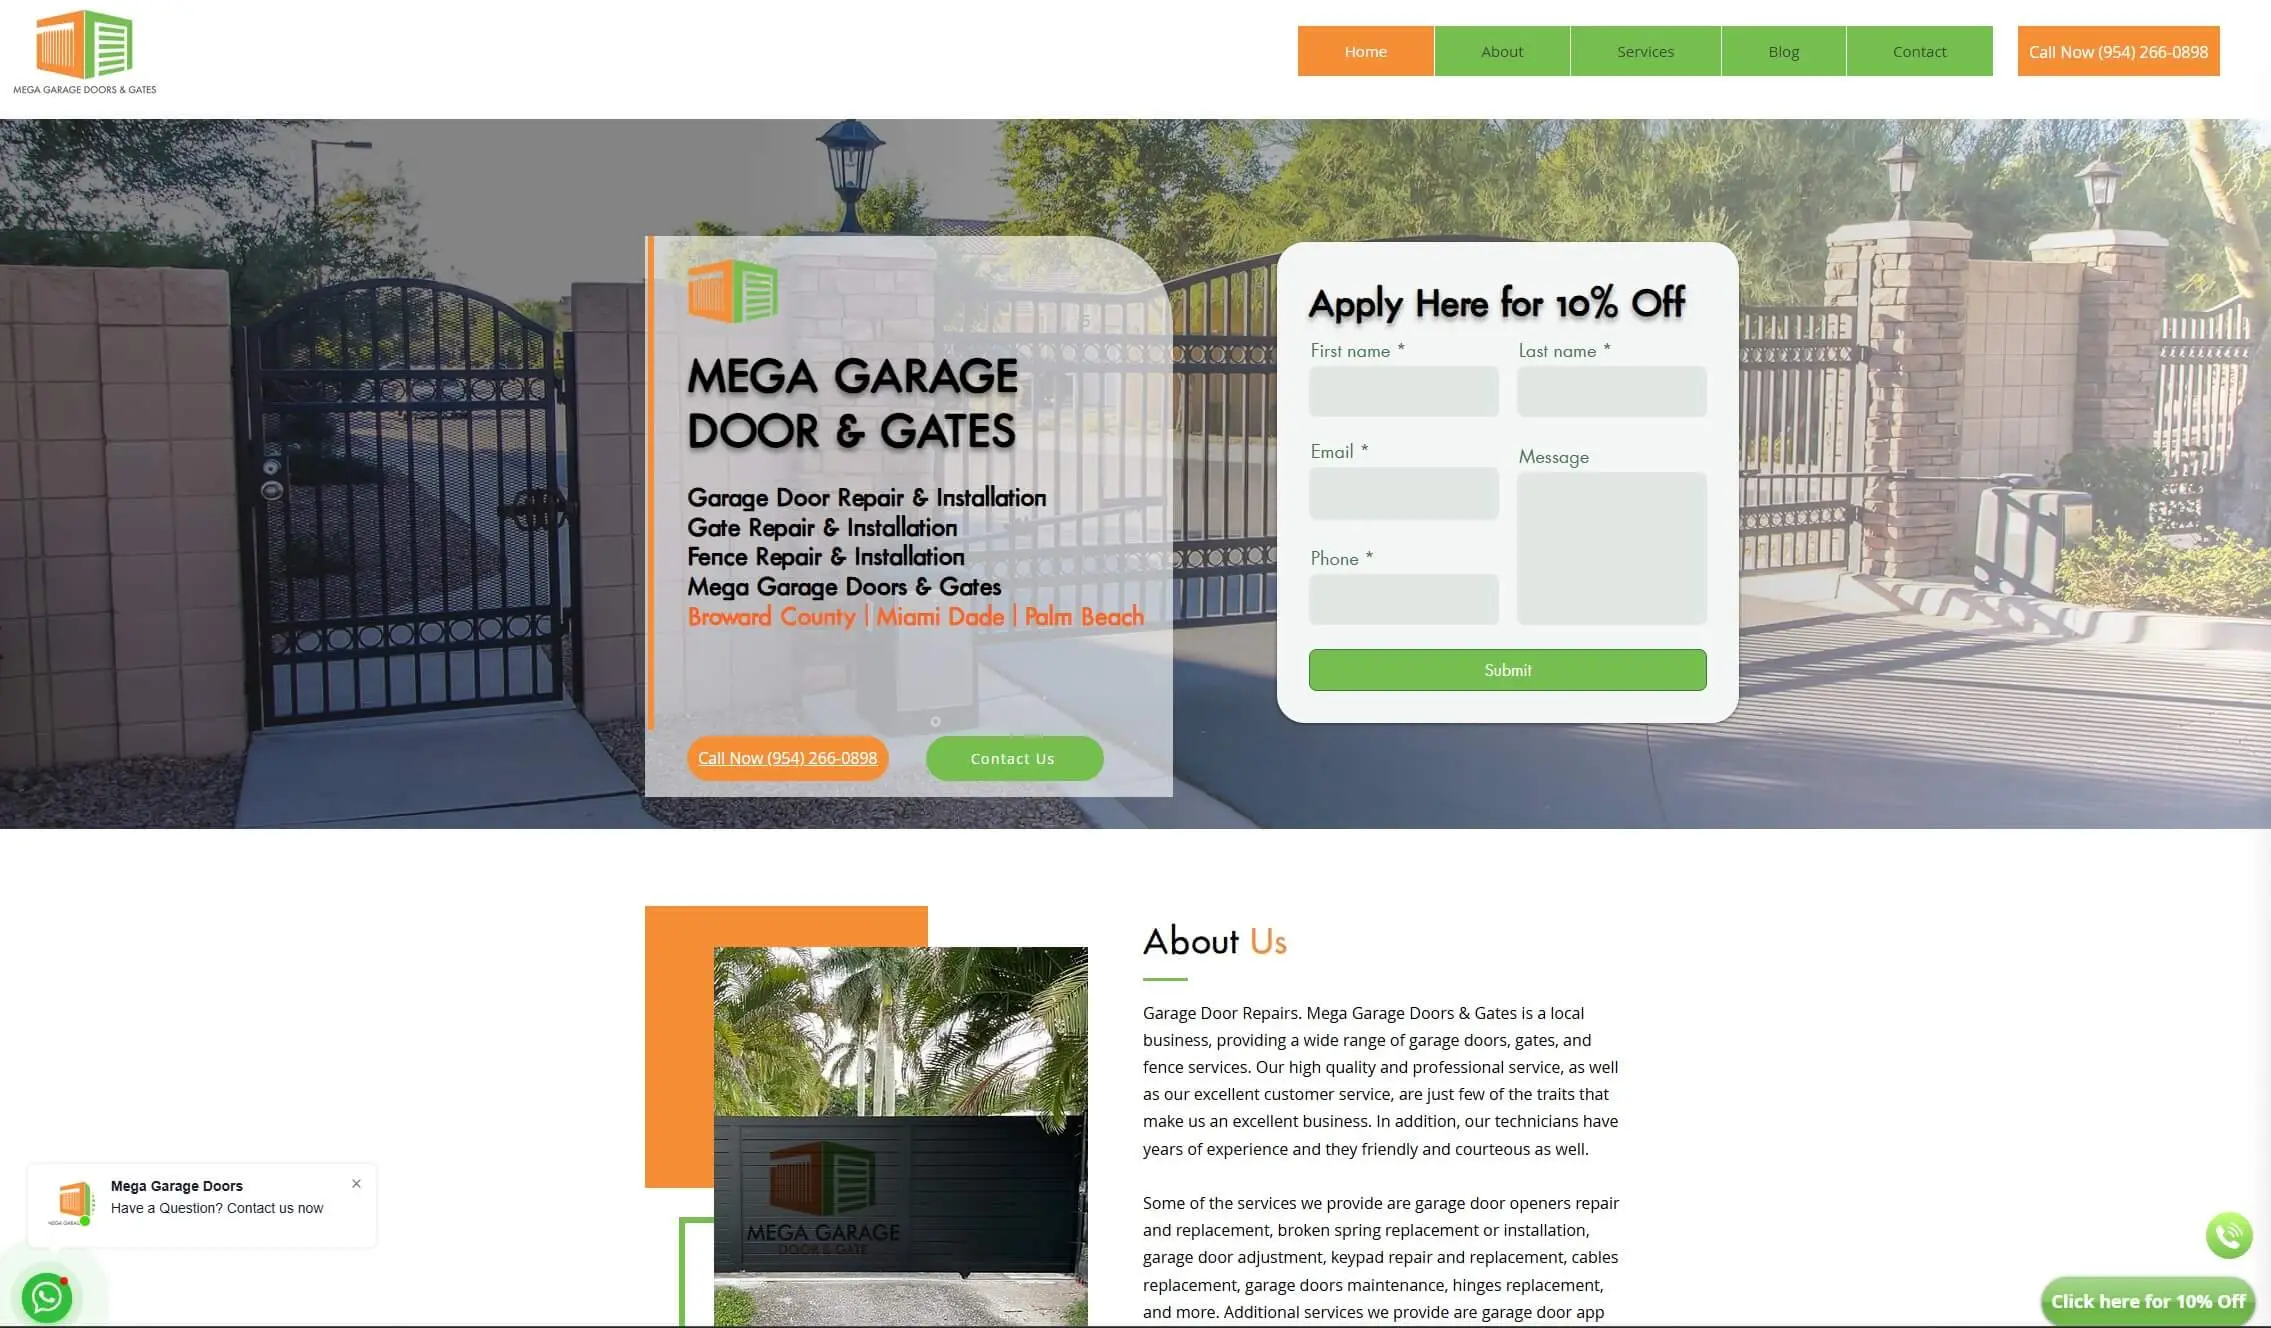 MEGA GARAGE DOORS & GATES
Home
About
Services
Blog
Contact
Call Now (954) 266-0898
MEGA GARAGE
DOOR & GATES
Garage Door Repair & Installation
Gate Repair & Installation
Fence Repair & Installation
Mega Garage Doors & Gates
Broward County | Miami Dade | Palm Beach
Call Now (954) 266-0898
Contact Us
Apply Here for 10% Off
First name *
Last name *
Email *
Message
Phone *
Submit
About Us
Garage Door Repairs. Mega Garage Doors & Gates is a local
business, providing a wide range of garage doors, gates, and
fence services. Our high quality and professional service, as well
as our excellent customer service, are just few of the traits that
make us an excellent business. In addition, our technicians have
years of experience and they friendly and courteous as well.
Some of the services we provide are garage door openers repair
and replacement, broken spring replacement or installation,
garage door adjustment, keypad repair and replacement, cables
replacement, garage doors maintenance, hinges replacement,
and more. Additional services we provide are garage door app
MEGA GARAGE
DOOR & GATE
Mega Garage Doors
Have a Question? Contact us now
Click here for 10% Off